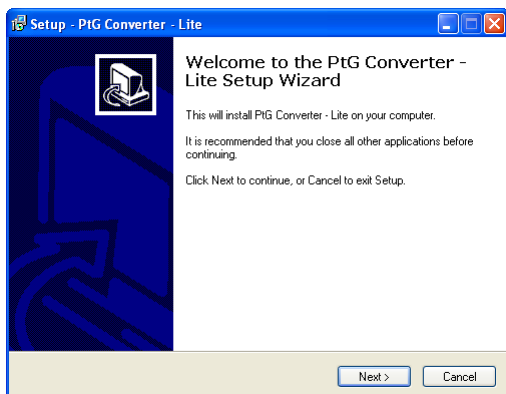 Setup - PtG Converter - Lite
Welcome to the PtG Converter -
Lite Setup Wizard
This will install PtG Converter - Lite on your computer.
It is recommended that you close all other applications before
continuing.
Click Next to continue, or Cancel to exit Setup.
Next >
Cancel